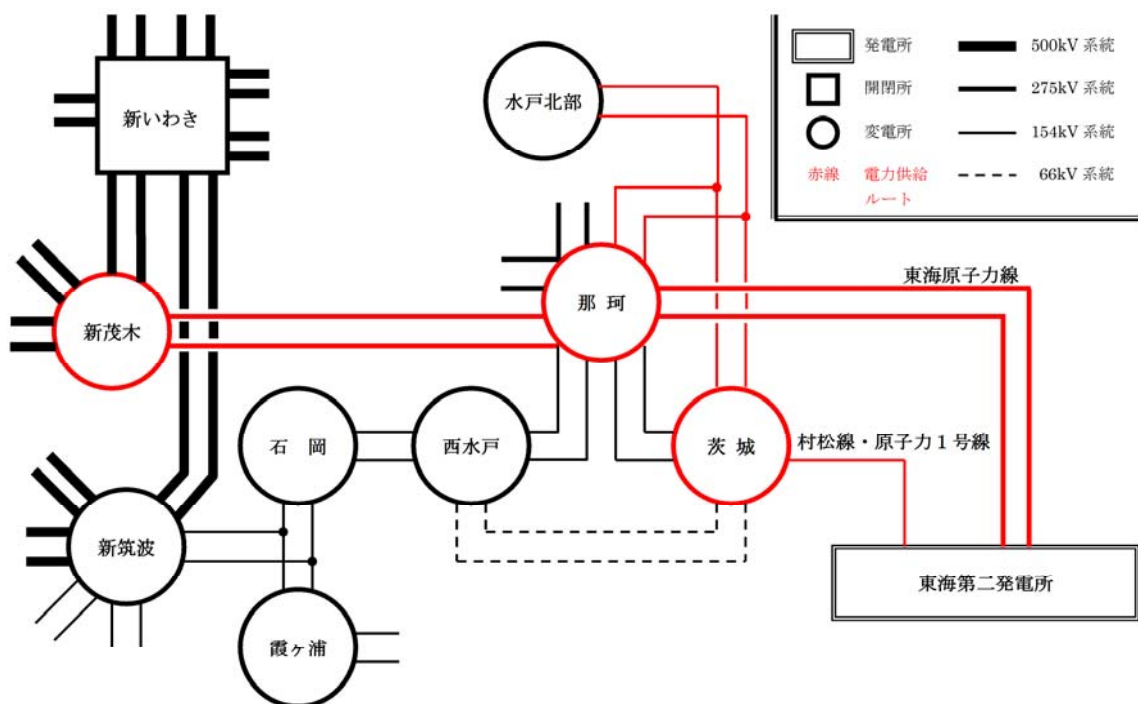 新いわき
水戸北部
発電所
500kV 系統
開閉所
275kV 系統
変電所
154kV 系統
赤線
電力供給
ルート
66kV 系統
東海原子力線
那 珂
新茂木
石 岡
西水戸
茨 城
村松線・原子力1号線
新筑波
東海第二発電所
霞ヶ浦